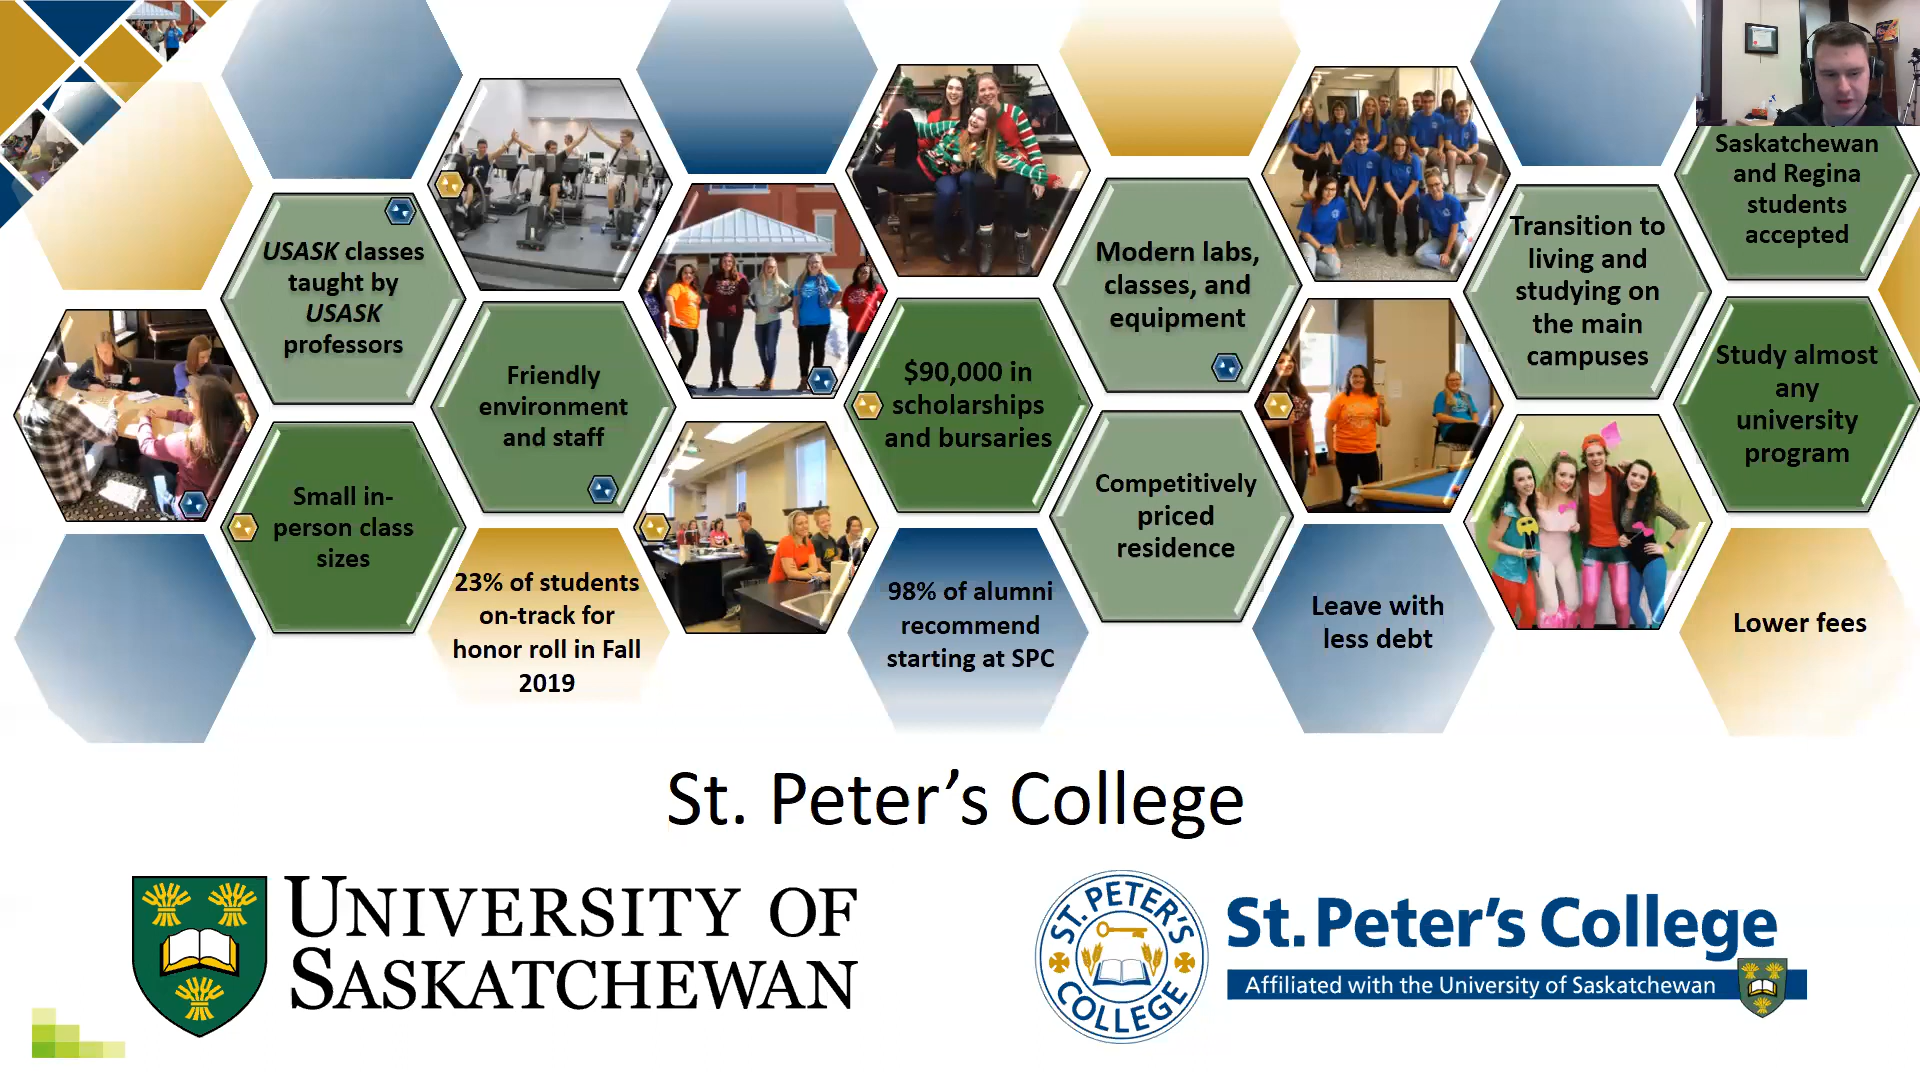 USASK classes
taught by
USASK
professors
Small in-
person class
sizes
Friendly
environment
and staff
23% of students
on-track for
honor roll in Fall
2019
$90,000 in
scholarships
and bursaries
98% of alumni
recommend
starting at SPC
Modern labs,
classes, and
equipment
Competitively
priced
residence
Leave with
less debt
Transition to
living and
studying on
the main
campuses
Saskatchewan
and Regina
students
accepted
Study almost
any
university
program
Lower fees
St. Peter’s College
UNIVERSITY OF
SASKATCHEWAN
ST. PETER'S
COLLEGE
St. Peter's College
Affiliated with the University of Saskatchewan